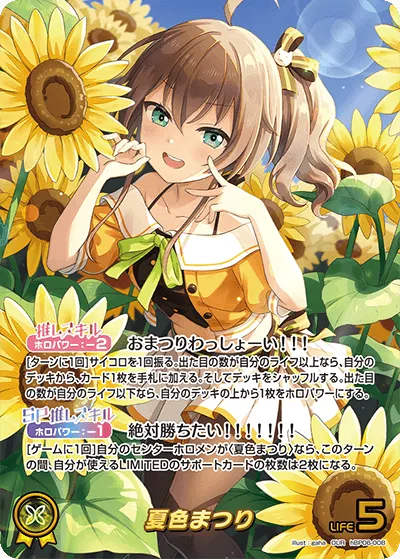 推しスキル
ホロパワー：−2
おまつりわっしょーい！！！
[ターンに1回]サイコロを1回振る。出た目の数が自分のライフ以上なら、自分の
デッキから、カード1枚を手札に加える。そしてデッキをシャッフルする。出た目
の数が自分のライフ以下なら、自分のデッキの上から1枚をホロパワーにする。
SP推しスキル
ホロパワー：−1
絶対勝ちたい！！！！！！！
[ゲームに1回]自分のセンターホロメンが〈夏色まつり〉なら、このターン
の間、自分が使えるLIMITEDのサポートカードの枚数は2枚になる。
夏色まつり
LIFE 5
illust：gaha OUR hBP06-008